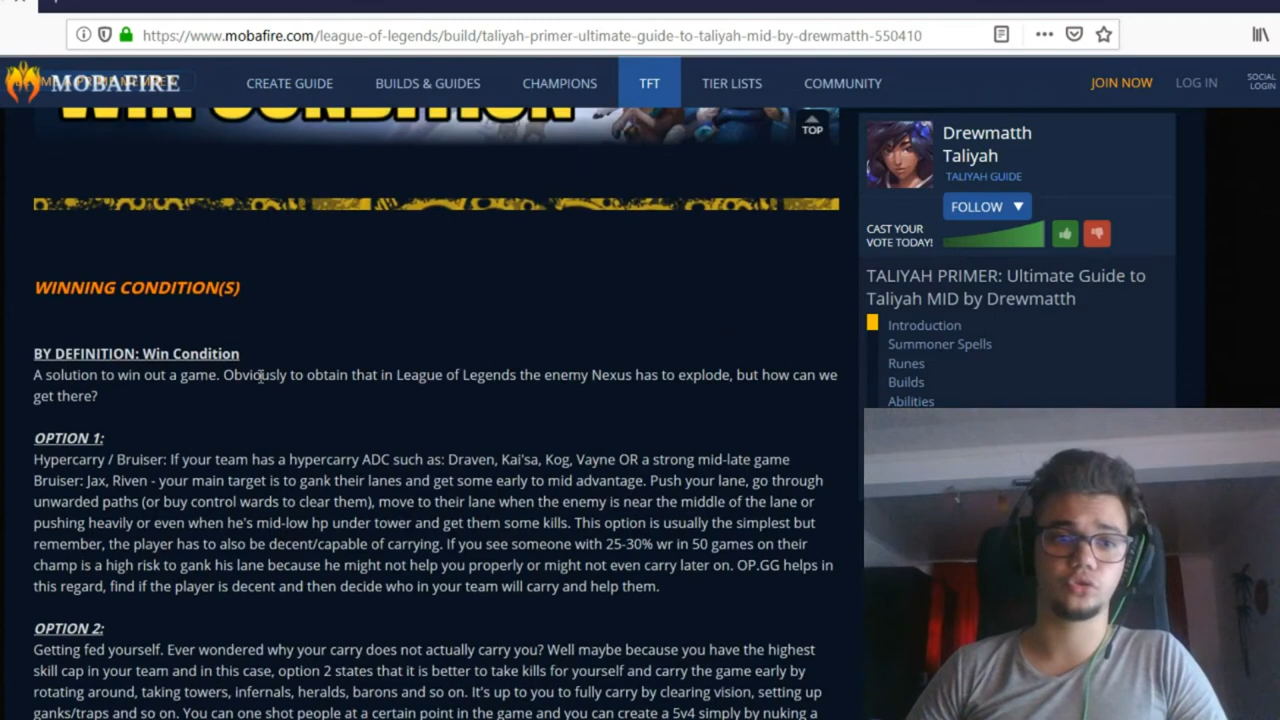 https://www.mobafire.com/league-of-legends/build/taliyah-primer-ultimate-guide-to-taliyah-mid-by-drewmatth-550410
MOBAFIRE
CREATE GUIDE
BUILDS & GUIDES
CHAMPIONS
TFT
TIER LISTS
COMMUNITY
JOIN NOW
LOG IN
SOCIAL
LOGIN
WIN CONDITION
TOP
Drewmatth
Taliyah
TALIYAH GUIDE
FOLLOW
CAST YOUR
VOTE TODAY!
TALIYAH PRIMER: Ultimate Guide to
Taliyah MID by Drewmatth
Introduction
Summoner Spells
Runes
Builds
Abilities
WINNING CONDITION(S)
BY DEFINITION: Win Condition
A solution to win out a game. Obviously to obtain that in League of Legends the enemy Nexus has to explode, but how can we
get there?
OPTION 1:
Hypercarry / Bruiser: If your team has a hypercarry ADC such as: Draven, Kai'sa, Kog, Vayne OR a strong mid-late game
Bruiser: Jax, Riven - your main target is to gank their lanes and get some early to mid advantage. Push your lane, go through
unwarded paths (or buy control wards to clear them), move to their lane when the enemy is near the middle of the lane or
pushing heavily or even when he's mid-low hp under tower and get them some kills. This option is usually the simplest but
remember, the player has to also be decent/capable of carrying. If you see someone with 25-30% wr in 50 games on their
champ is a high risk to gank his lane because he might not help you properly or might not even carry later on. OP.GG helps in
this regard, find if the player is decent and then decide who in your team will carry and help them.
OPTION 2:
Getting fed yourself. Ever wondered why your carry does not actually carry you? Well maybe because you have the highest
skill cap in your team and in this case, option 2 states that it is better to take kills for yourself and carry the game early by
rotating around, taking towers, infernals, heralds, barons and so on. It's up to you to fully carry by clearing vision, setting up
ganks/traps and so on. You can one shot people at a certain point in the game and you can create a 5v4 simply by nuking a